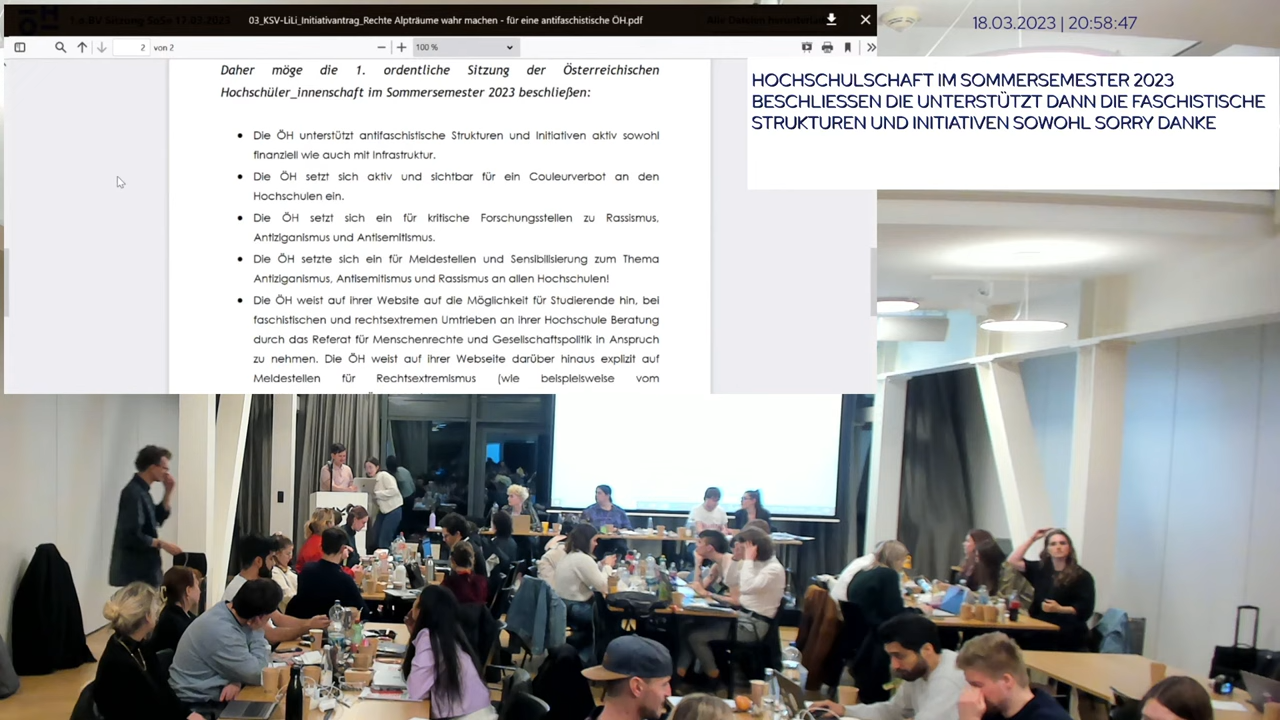 1. o BV Sitzung SoSe 17.03.2023
03_KSV-LiLi_Initiativantrag_Rechte Alpträume wahr machen - für eine antifaschistische ÖH.pdf
18.03.2023 | 20:58:47
2 von 2
100 %
Daher möge die 1. ordentliche Sitzung der Österreichischen
Hochschüler_innenschaft im Sommersemester 2023 beschließen:
• Die ÖH unterstützt antifaschistische Strukturen und Initiativen aktiv sowohl
finanziell wie auch mit Infrastruktur.
• Die ÖH setzt sich aktiv und sichtbar für ein Couleurverbot an den
Hochschulen ein.
• Die ÖH setzt sich ein für kritische Forschungsstellen zu Rassismus,
Antiziganismus und Antisemitismus.
• Die ÖH setzte sich ein für Meldestellen und Sensibilisierung zum Thema
Antiziganismus, Antisemitismus und Rassismus an allen Hochschulen!
• Die ÖH weist auf ihrer Website auf die Möglichkeit für Studierende hin, bei
faschistischen und rechtsextremen Umtrieben an ihrer Hochschule Beratung
durch das Referat für Menschenrechte und Gesellschaftspolitik in Anspruch
zu nehmen. Die ÖH weist auf ihrer Webseite darüber hinaus explizit auf
Meldestellen für Rechtsextremismus (wie beispielsweise vom
HOCHSCHULSCHAFT IM SOMMERSEMESTER 2023
BESCHLIESSEN DIE UNTERSTÜTZT DANN DIE FASCHISTISCHE
STRUKTUREN UND INITIATIVEN SOWOHL SORRY DANKE